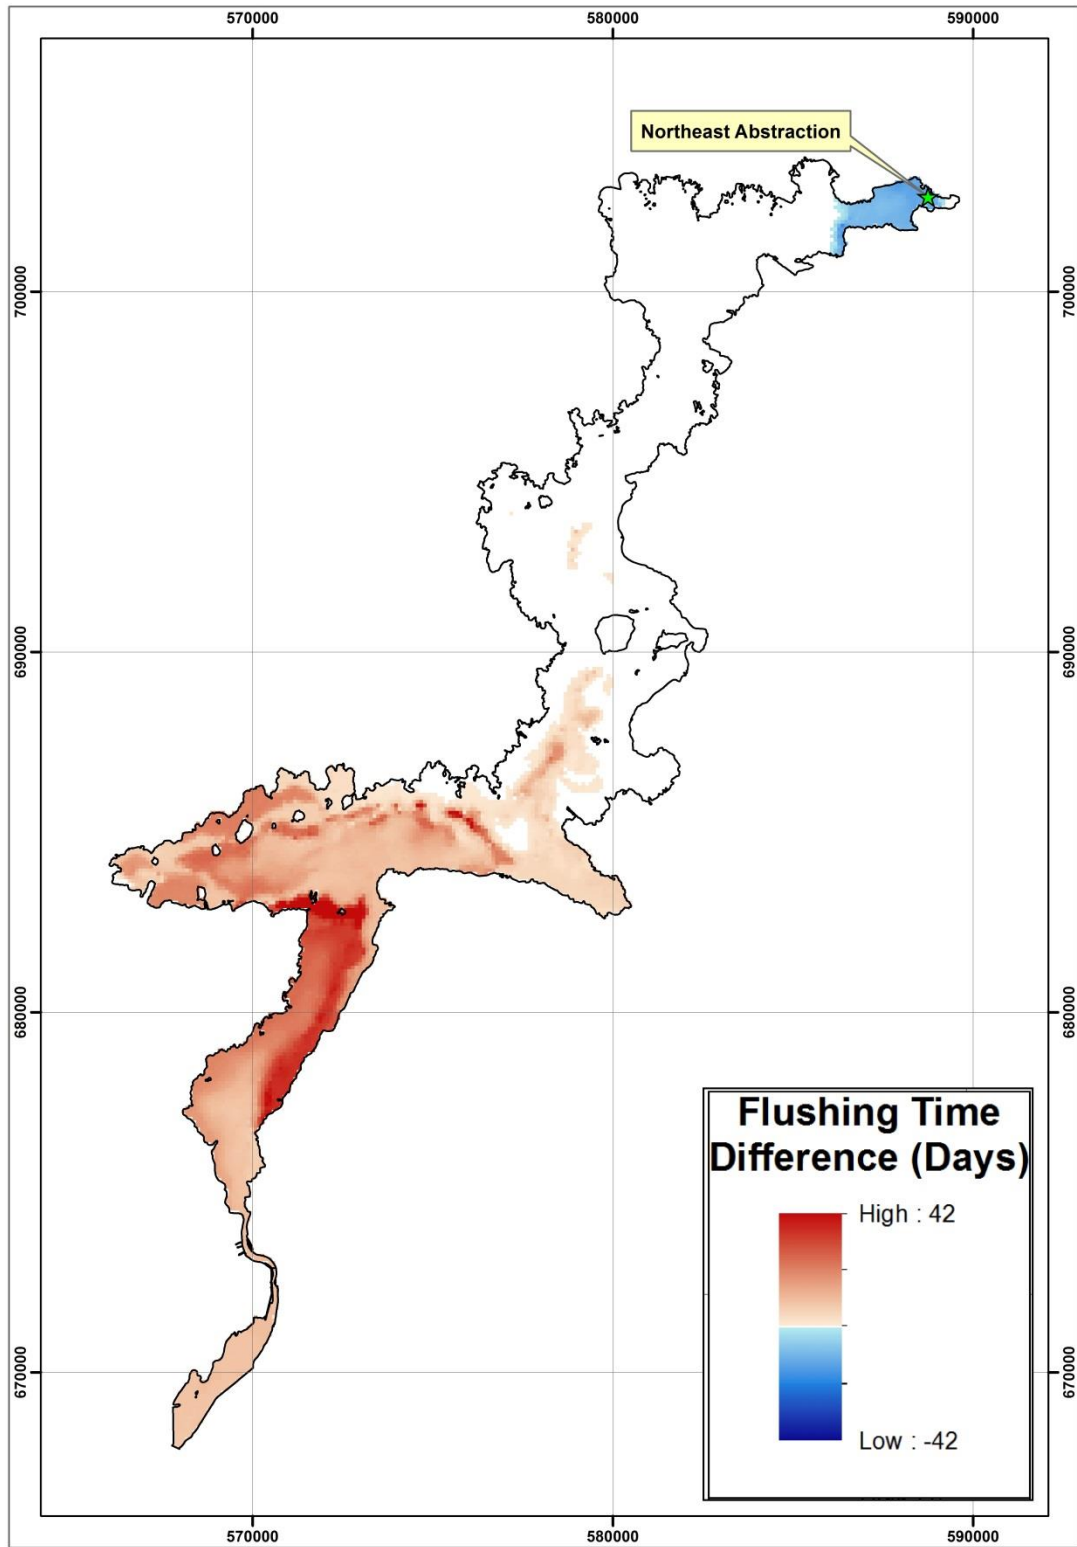 570000 580000 590000
Northeast Abstraction
700000 700000
690000 690000
680000 680000
Flushing Time
Difference (Days)
High : 42
670000 670000
Low : -42
570000 580000 590000